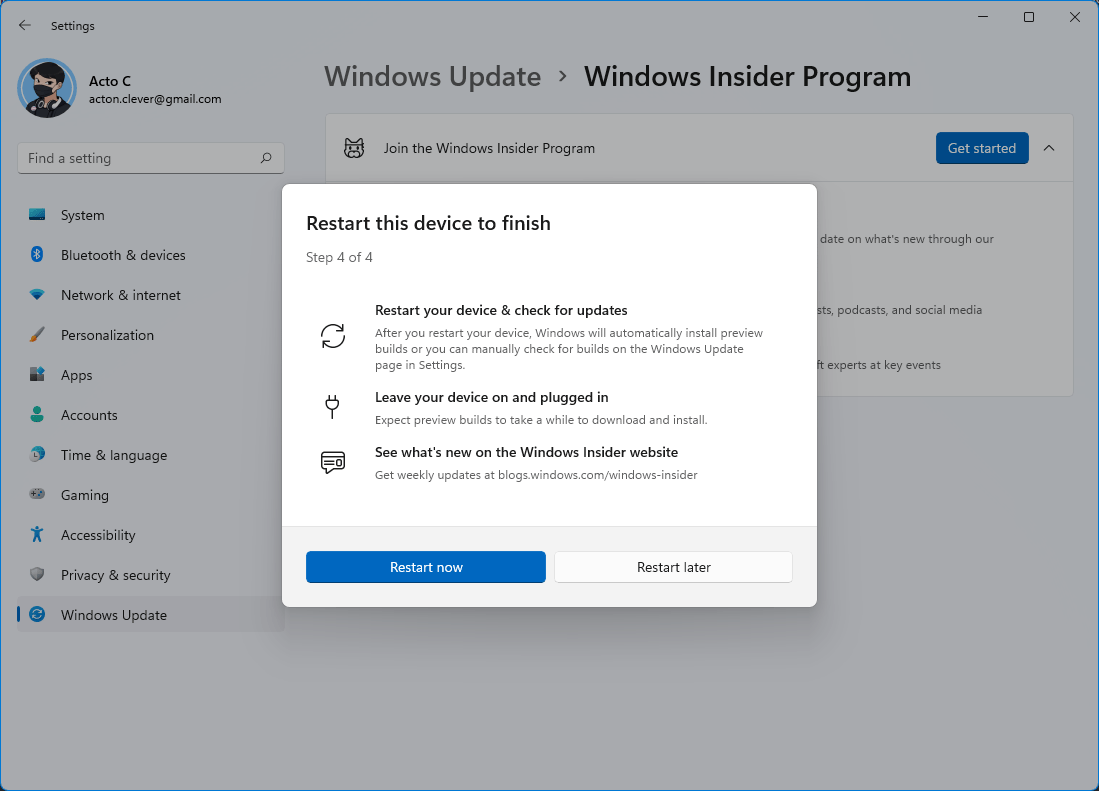 Settings
Acto C
acton.clever@gmail.com
Find a setting
System
Bluetooth & devices
Network & internet
Personalization
Apps
Accounts
Time & language
Gaming
Accessibility
Privacy & security
Windows Update
Windows Update › Windows Insider Program
Join the Windows Insider Program
Get started
date on what's new through our
sts, podcasts, and social media
ft experts at key events
Restart this device to finish
Step 4 of 4
Restart your device & check for updates
After you restart your device, Windows will automatically install preview
builds or you can manually check for builds on the Windows Update
page in Settings.
Leave your device on and plugged in
Expect preview builds to take a while to download and install.
See what's new on the Windows Insider website
Get weekly updates at blogs.windows.com/windows-insider
Restart now
Restart later